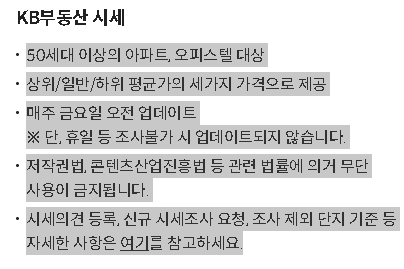 KB부동산 시세
· 50세대 이상의 아파트, 오피스텔 대상
· 상위/일반/하위 평균가의 세가지 가격으로 제공
· 매주 금요일 오전 업데이트
※ 단, 휴일 등 조사불가 시 업데이트되지 않습니다.
· 저작권법, 콘텐츠산업진흥법 등 관련 법률에 의거 무단
사용이 금지됩니다.
· 시세의견 등록, 신규 시세조사 요청, 조사 제외 단지 기준 등
자세한 사항은 여기를 참고하세요.